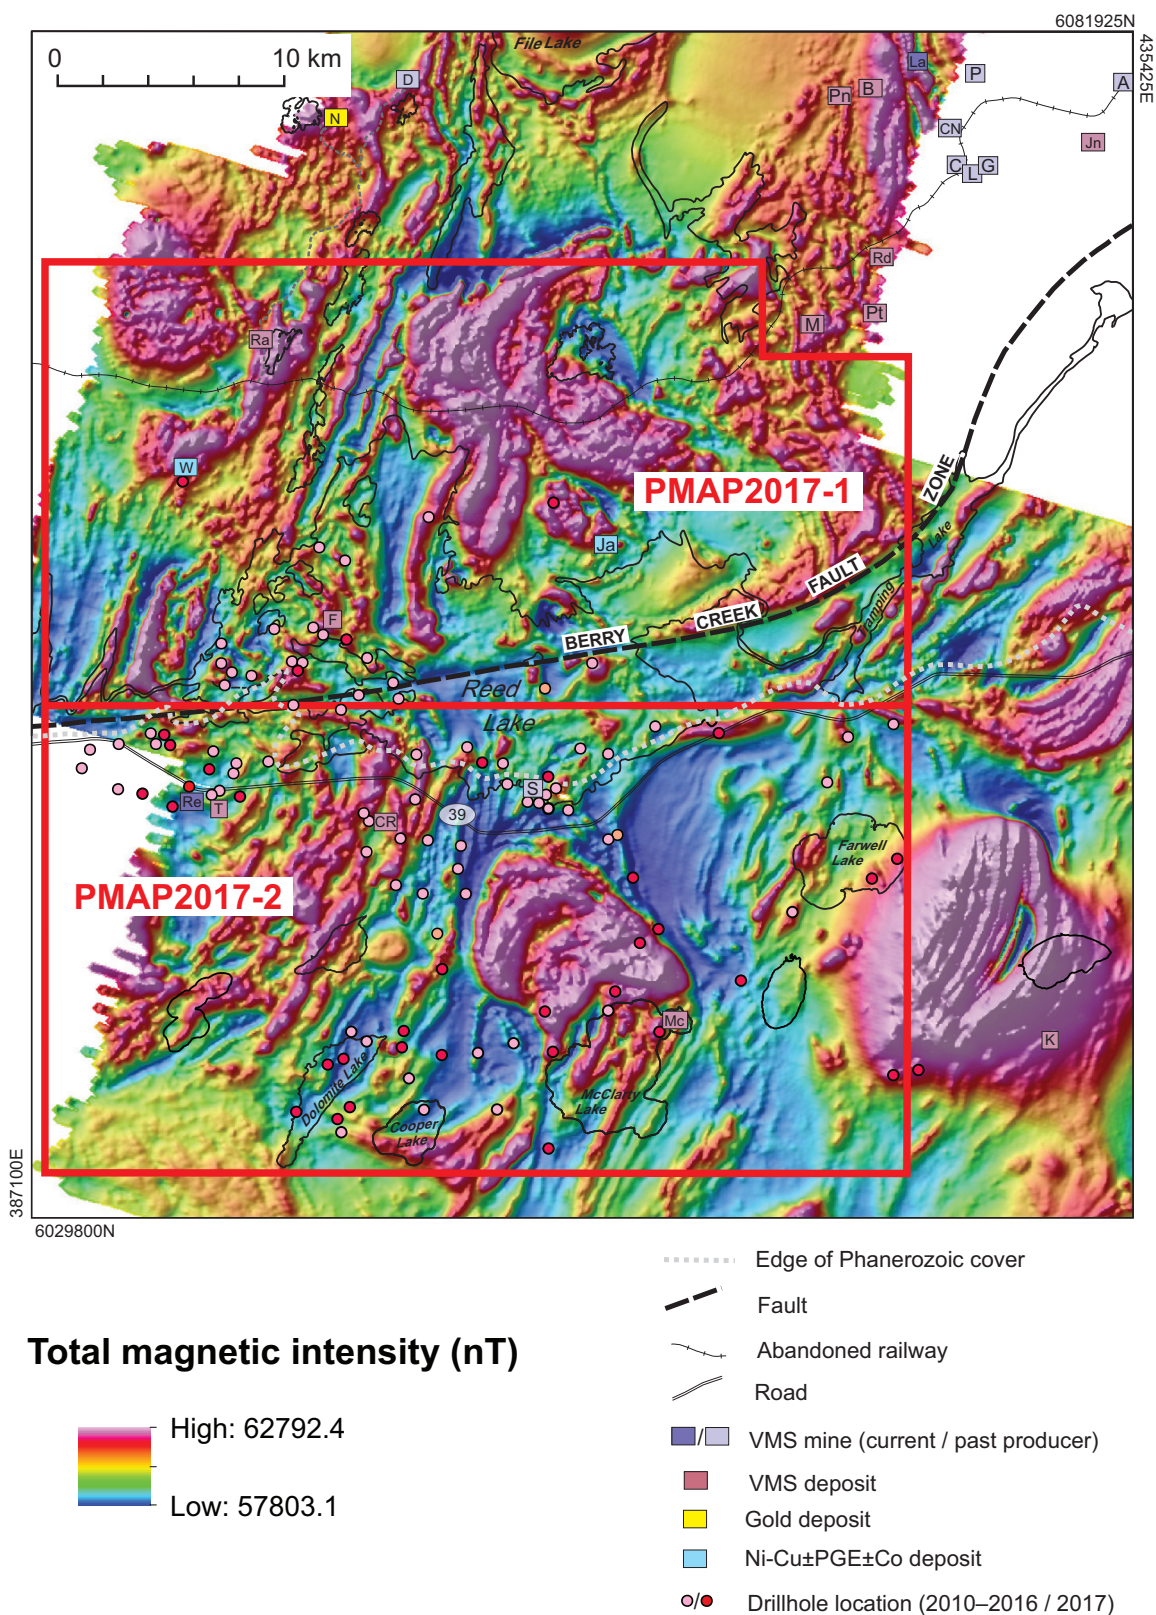 6081925N
435425E
0 10 km
File Lake
D
N
La
P
A
B
Pn
CN
Jn
C
L
G
Rd
Pt
M
Ra
W
PMAP2017-1
Ja
ZONE
FAULT
CREEK
BERRY
Tramping
Lake
F
Reed
Lake
Re
T
S
39
CR
Farwell
Lake
PMAP2017-2
Mc
K
Dolomite Lake
McClarty
Lake
Cooper
Lake
387100E
6029800N
Edge of Phanerozoic cover
Fault
Abandoned railway
Road
VMS mine (current / past producer)
VMS deposit
Gold deposit
Ni-Cu±PGE±Co deposit
Drillhole location (2010–2016 / 2017)
Total magnetic intensity (nT)
High: 62792.4
Low: 57803.1